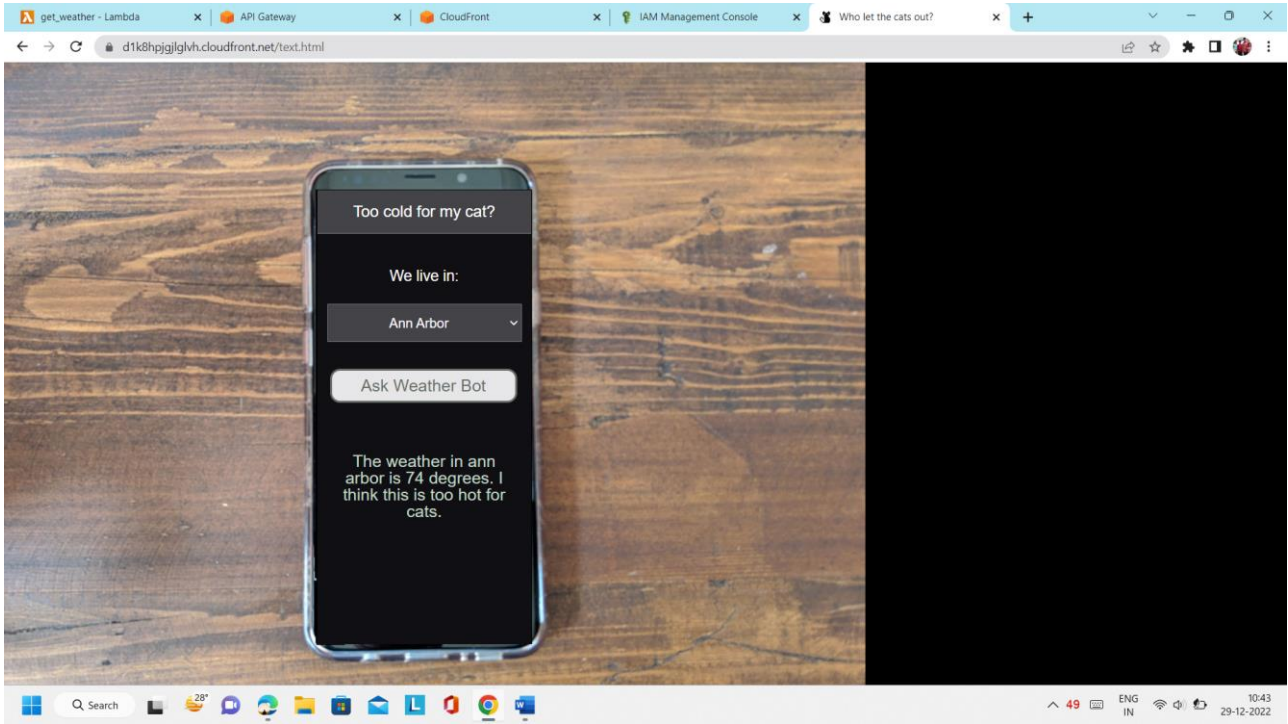 get_weather - Lambda
API Gateway
CloudFront
IAM Management Console
Who let the cats out?
d1k8hpjgjlglvh.cloudfront.net/text.html
Too cold for my cat?
We live in:
Ann Arbor
Ask Weather Bot
The weather in ann
arbor is 74 degrees. I
think this is too hot for
cats.
Search
28°
49
ENG
IN
10:43
29-12-2022